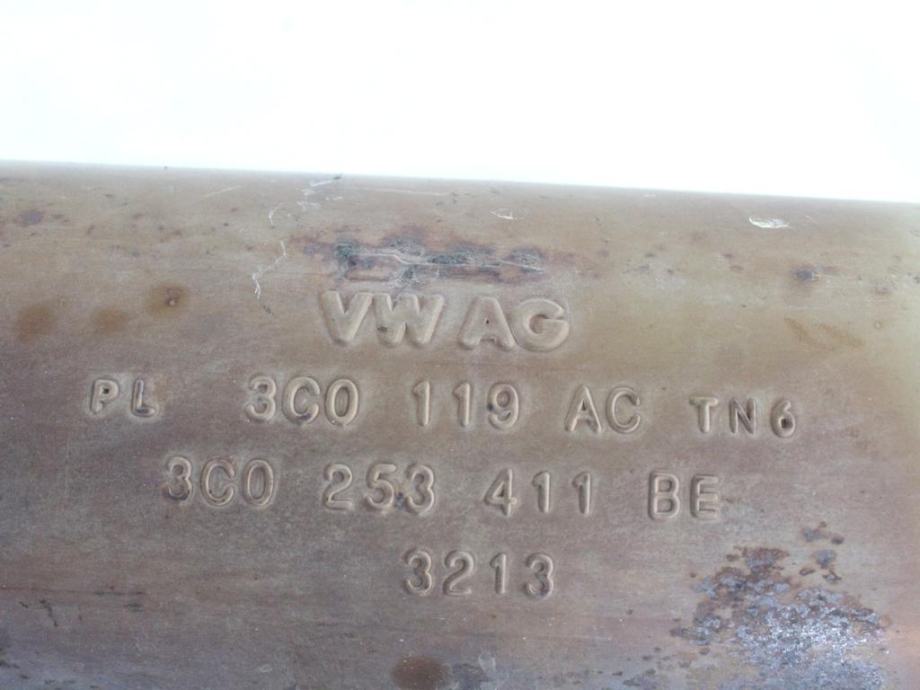 VW AG
PL 3C0 119 AC TN6
3C0 253 411 BE
3213